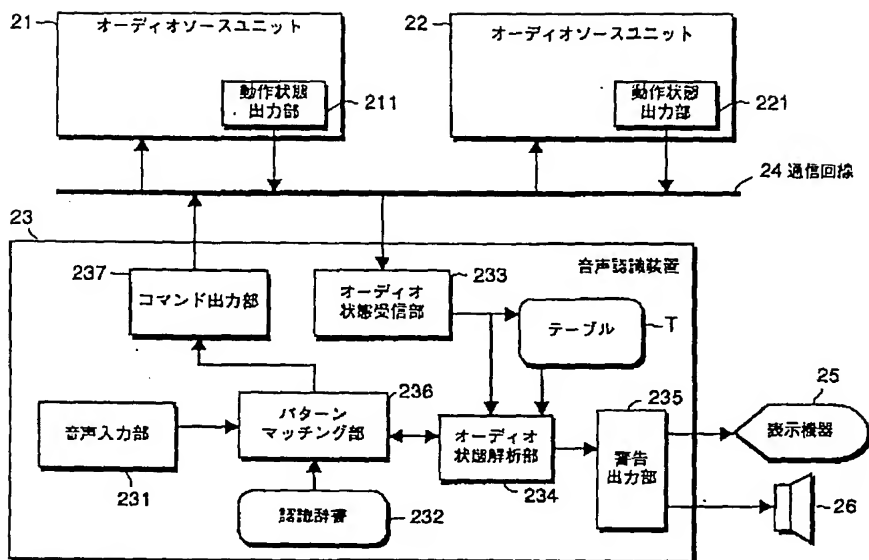 21
オーディオソースユニット
動作状態
出力部
211
22
オーディオソースユニット
動作状態
出力部
221
24 通信回線
23
音声認識装置
237
コマンド出力部
233
オーディオ
状態受信部
テーブル
T
236
パターン
マッチング部
音声入力部
231
認識辞書
232
オーディオ
状態解析部
234
235
警告
出力部
25
表示機器
26